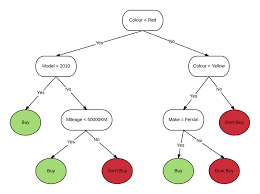 Colour = Red
Yes
No
Model = 2010
Colour = Yellow
Yes
No
Yes
No
Buy
Mileage < 50000KM
Make = Ferrari
Don't Buy
Yes
No
Yes
No
Buy
Don't Buy
Buy
Don't Buy